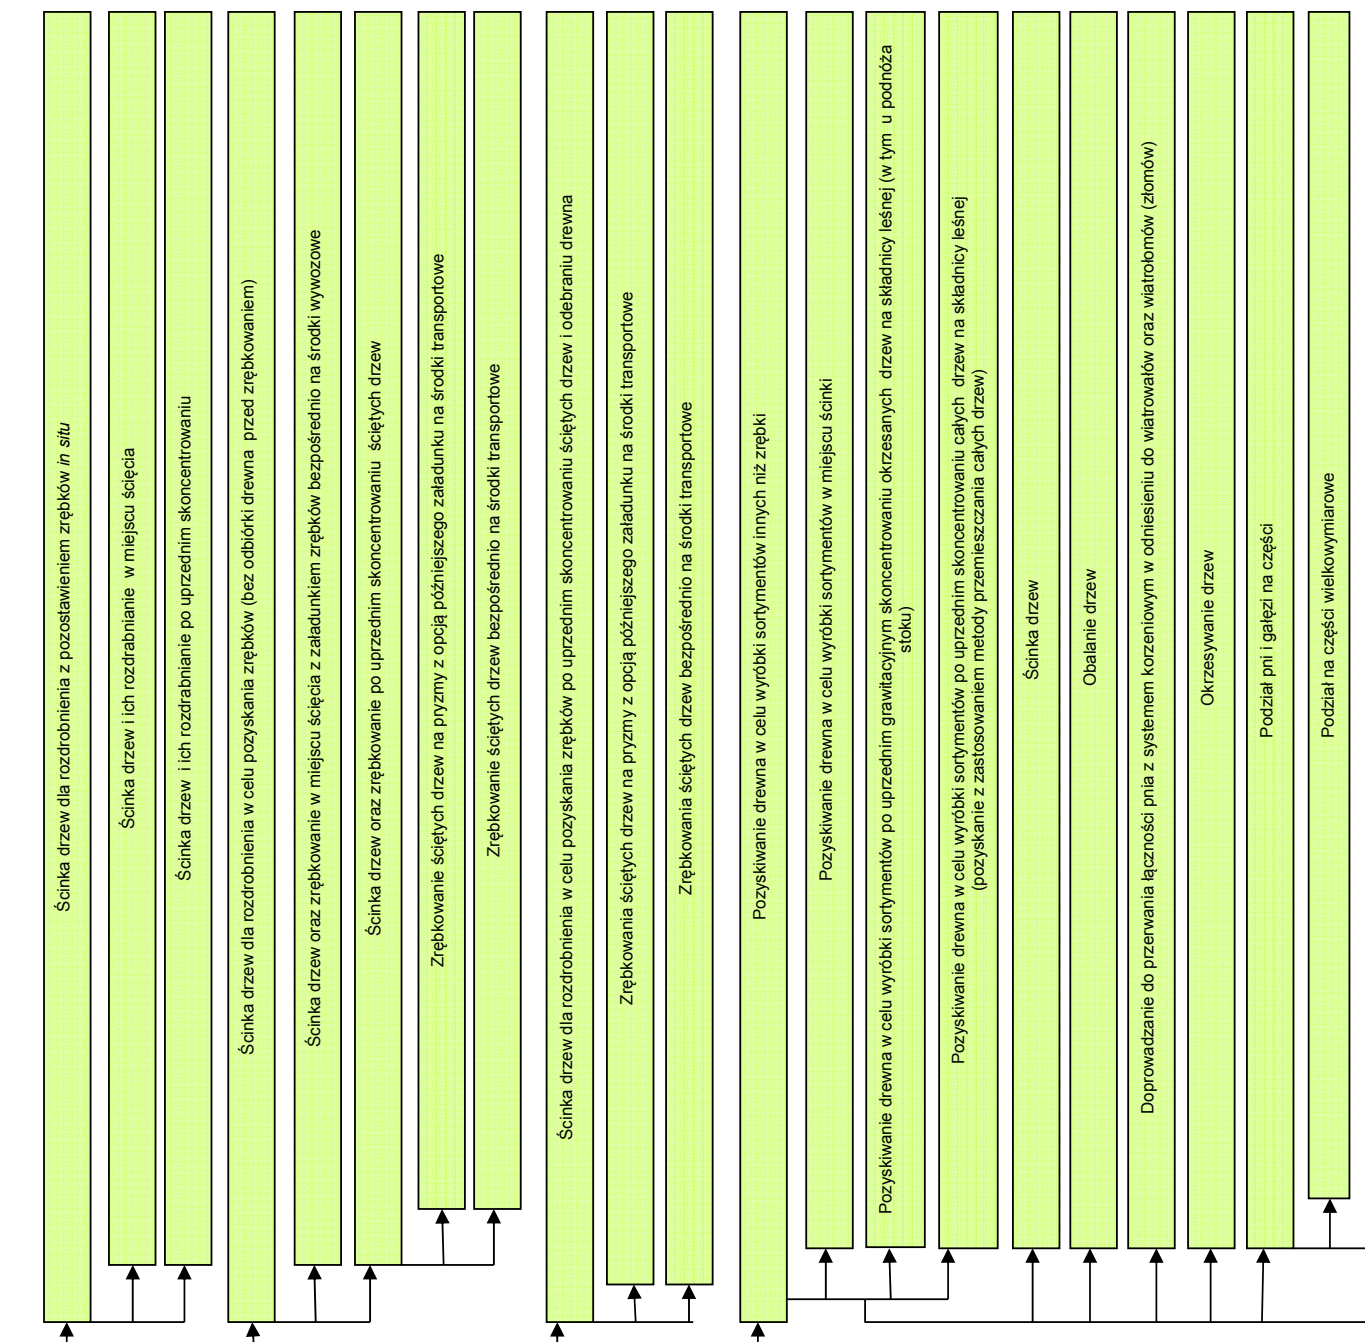 Ścinka drzew dla rozdrobnienia z pozostawieniem zrębków in situ
Ścinka drzew i ich rozdrabnianie w miejscu ścięcia
Ścinka drzew i ich rozdrabnianie po uprzednim skoncentrowaniu
Ścinka drzew dla rozdrobnienia w celu pozyskania zrębków (bez odbiórki drewna przed zrębkowaniem)
Ścinka drzew oraz zrębkowanie w miejscu ścięcia z załadunkiem zrębków bezpośrednio na środki wywozowe
Ścinka drzew oraz zrębkowanie po uprzednim skoncentrowaniu ściętych drzew
Zrębkowanie ściętych drzew na pryzmy z opcją późniejszego załadunku na środki transportowe
Zrębkowanie ściętych drzew bezpośrednio na środki transportowe
Ścinka drzew dla rozdrobnienia w celu pozyskania zrębków po uprzednim skoncentrowaniu ściętych drzew i odebraniu drewna
Zrębkowania ściętych drzew na pryzmy z opcją późniejszego załadunku na środki transportowe
Zrębkowania ściętych drzew bezpośrednio na środki transportowe
Pozyskiwanie drewna w celu wyróbki sortymentów innych niż zrębki
Pozyskiwanie drewna w celu wyróbki sortymentów w miejscu ścinki
Pozyskiwanie drewna w celu wyróbki sortymentów po uprzednim grawitacyjnym skoncentrowaniu okrzesanych drzew na składnicy leśnej (w tym u podnóża
stoku)
Pozyskiwanie drewna w celu wyróbki sortymentów po uprzednim skoncentrowaniu całych drzew na składnicy leśnej
(pozyskanie z zastosowaniem metody przemieszczania całych drzew)
Ścinka drzew
Obalanie drzew
Doprowadzanie do przerwania łączności pnia z systemem korzeniowym w odniesieniu do wiatrowałów oraz wiatrołomów (złomów)
Okrzesywanie drzew
Podział pni i gałęzi na części
Podział na części wielkowymiarowe